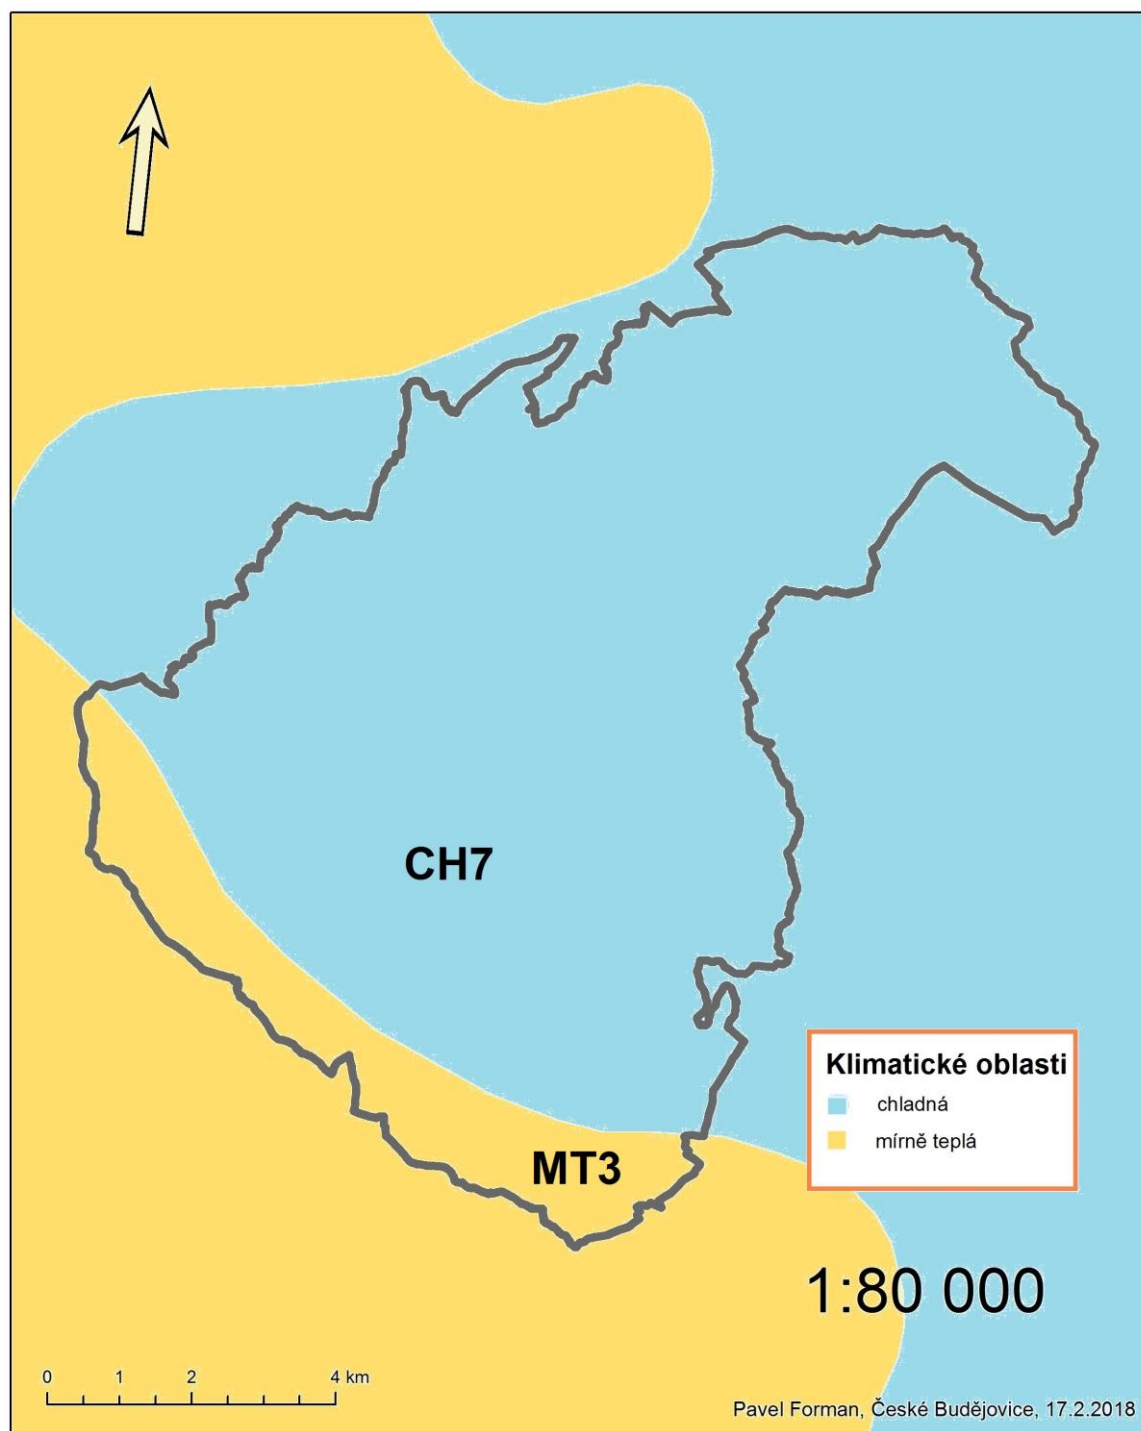 CH7
MT3
Klimatické oblasti
chladná
mírně teplá
1:80 000
0 1 2 4 km
Pavel Forman, České Budějovice, 17.2.2018